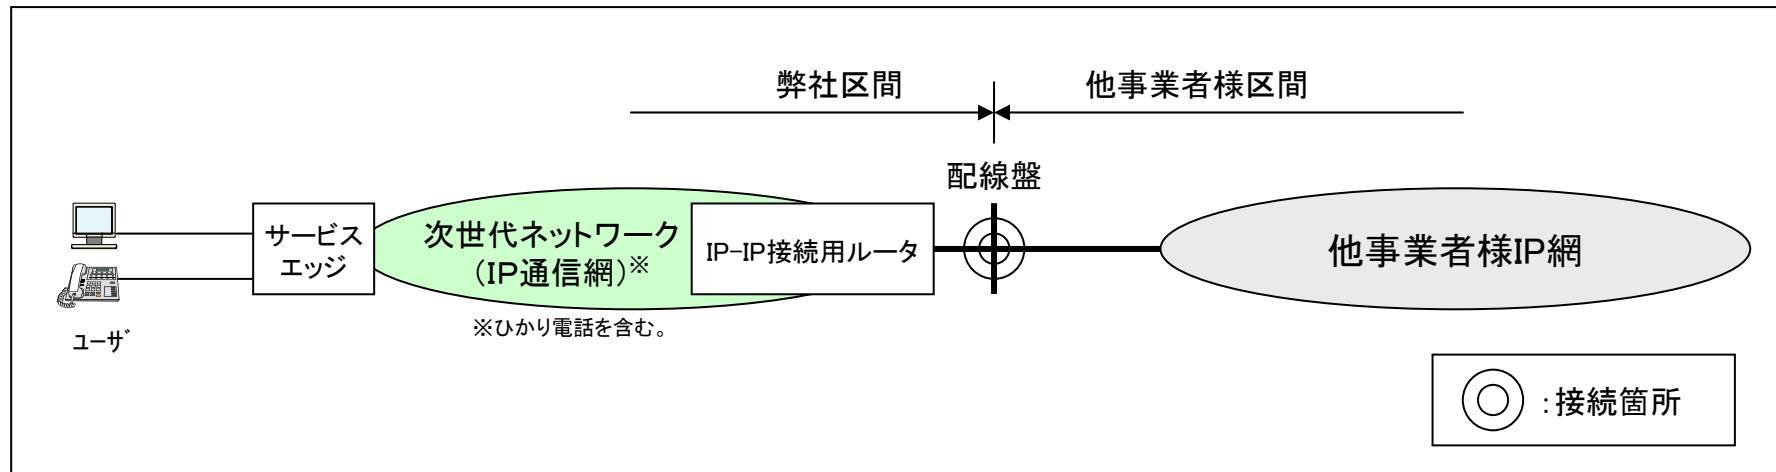 弊社区間
他事業者様区間
配線盤
サービス
エッジ
次世代ネットワーク
（IP通信網）※
IP-IP接続用ルータ
他事業者様IP網
※ひかり電話を含む。
ﾕｰｻﾞ
：接続箇所